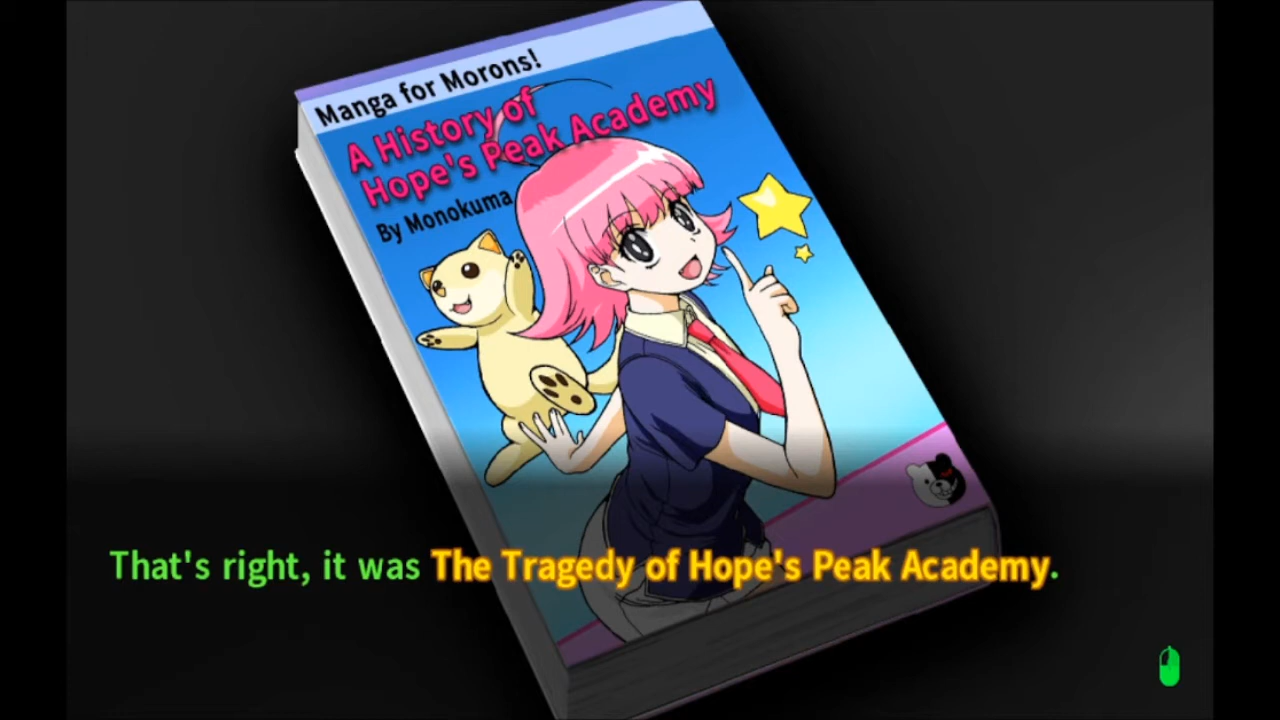 Manga for Morons!
A History of
Hope's Peak Academy
By Monokuma
That's right, it was The Tragedy of Hope's Peak Academy.